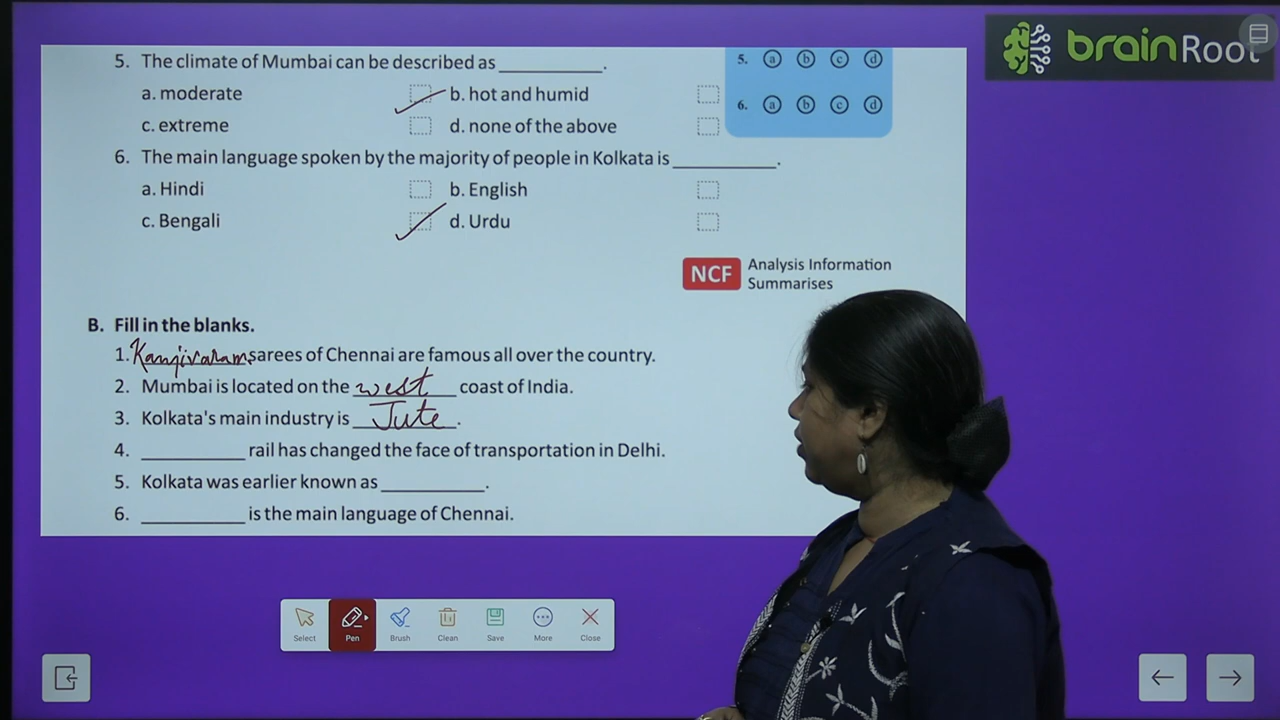 brainRoot
5. The climate of Mumbai can be described as __________.
5. a b c d
a. moderate b. hot and humid
6. a b c d
c. extreme d. none of the above
6. The main language spoken by the majority of people in Kolkata is __________.
a. Hindi b. English
c. Bengali d. Urdu
NCF Analysis Information
Summarises
B. Fill in the blanks.
1. Kanjivaram sarees of Chennai are famous all over the country.
2. Mumbai is located on the west coast of India.
3. Kolkata's main industry is Jute.
4. __________ rail has changed the face of transportation in Delhi.
5. Kolkata was earlier known as __________.
6. __________ is the main language of Chennai.
Select Pen Brush Clean Save More Close